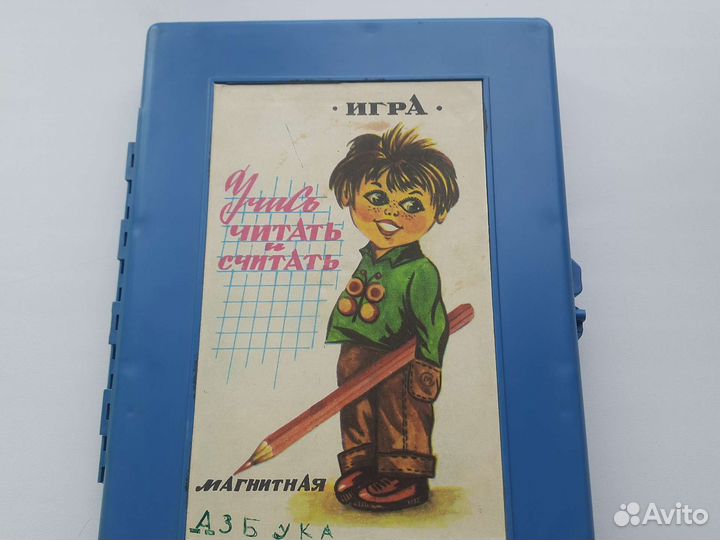 · ИГРА ·
Учись
читать
и
считать
МАГНИТНАЯ
АЗБУКА
Avito